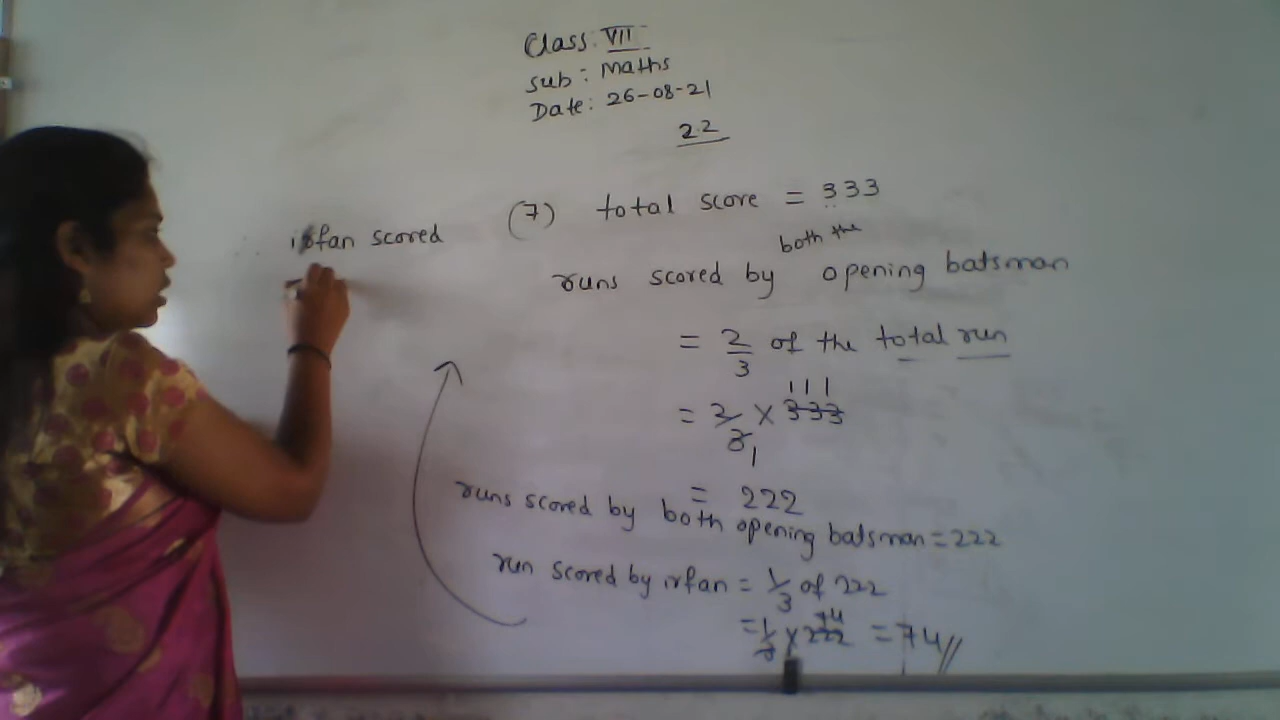 Class: VII
Sub: Maths
Date: 26-08-21
22
(7) total score = 333
both the
runs scored by opening batsman
= 2/3 of the total run
111
= 2/3 × 333
1
= 222
runs scored by both opening batsman = 222
run scored by irfan = 1/3 of 222
74
= 1/3 × 222 = 74//
irfan scored